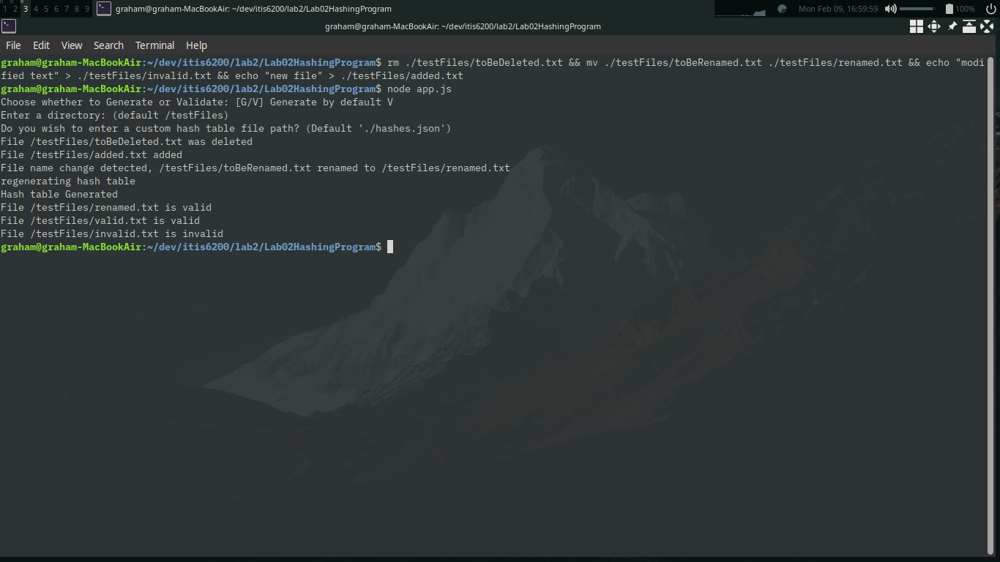 1 2 3 4 5 6 7 8 9 graham@graham-MacBookAir: ~/dev/itis6200/lab2/Lab02HashingProgram Mon Feb 09, 16:59:59 100%
graham@graham-MacBookAir: ~/dev/itis6200/lab2/Lab02HashingProgram
File Edit View Search Terminal Help
graham@graham-MacBookAir:~/dev/itis6200/lab2/Lab02HashingProgram$ rm ./testFiles/toBeDeleted.txt && mv ./testFiles/toBeRenamed.txt ./testFiles/renamed.txt && echo "modi
fied text" > ./testFiles/invalid.txt && echo "new file" > ./testFiles/added.txt
graham@graham-MacBookAir:~/dev/itis6200/lab2/Lab02HashingProgram$ node app.js
Choose whether to Generate or Validate: [G/V] Generate by default V
Enter a directory: (default /testFiles)
Do you wish to enter a custom hash table file path? (Default './hashes.json')
File /testFiles/toBeDeleted.txt was deleted
File /testFiles/added.txt added
File name change detected, /testFiles/toBeRenamed.txt renamed to /testFiles/renamed.txt
regenerating hash table
Hash table Generated
File /testFiles/renamed.txt is valid
File /testFiles/valid.txt is valid
File /testFiles/invalid.txt is invalid
graham@graham-MacBookAir:~/dev/itis6200/lab2/Lab02HashingProgram$